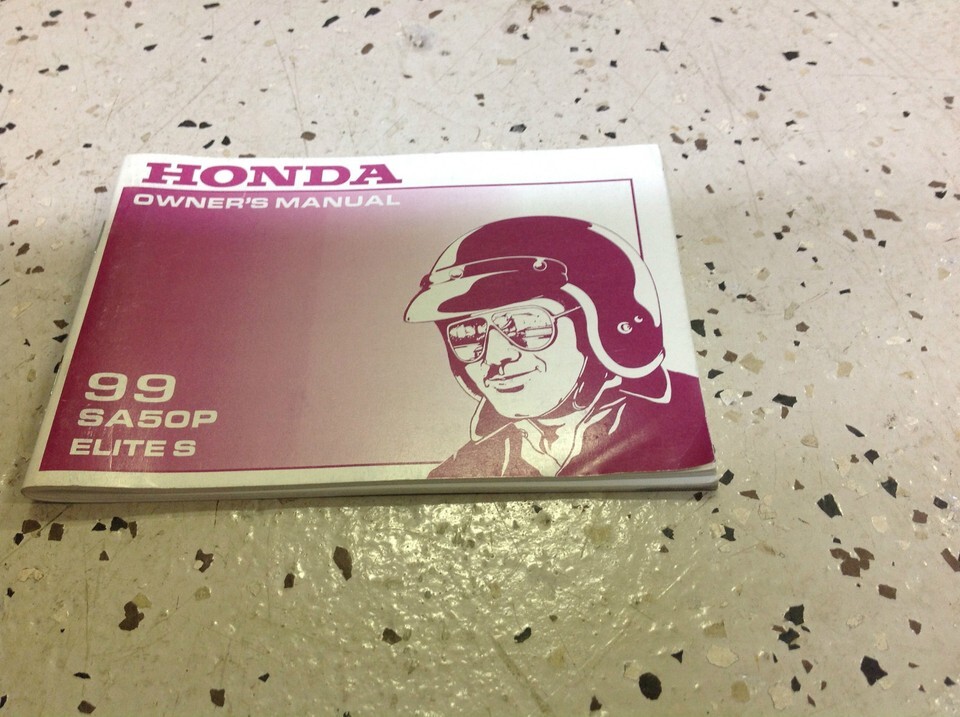 HONDA
OWNER'S MANUAL
99
SA50P
ELITE S